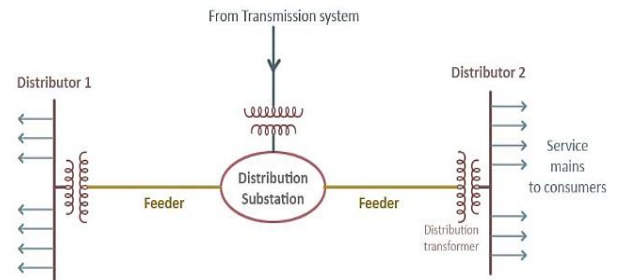 From Transmission system
Distributor 1
Distributor 2
Distribution
Substation
Feeder
Feeder
Service
mains
to consumers
Distribution
transformer